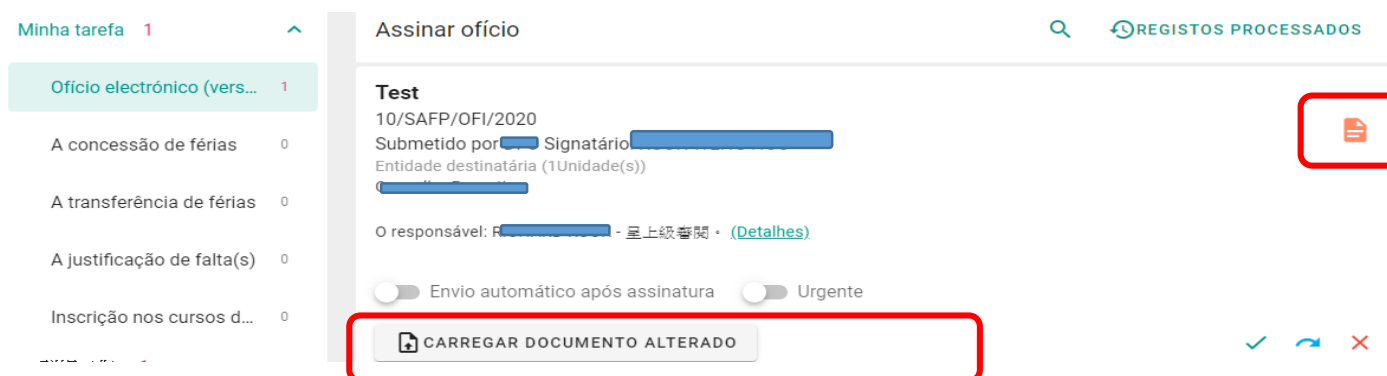 Minha tarefa 1
Ofício electrónico (vers... 1
A concessão de férias 0
A transferência de férias 0
A justificação de falta(s) 0
Inscrição nos cursos d... 0
Assinar ofício
REGISTOS PROCESSADOS
Test
10/SAFP/OFI/2020
Submetido por Signatário
Entidade destinatária (1Unidade(s))
O responsável: - 呈上級審閱。 (Detalhes)
Envio automático após assinatura Urgente
CARREGAR DOCUMENTO ALTERADO